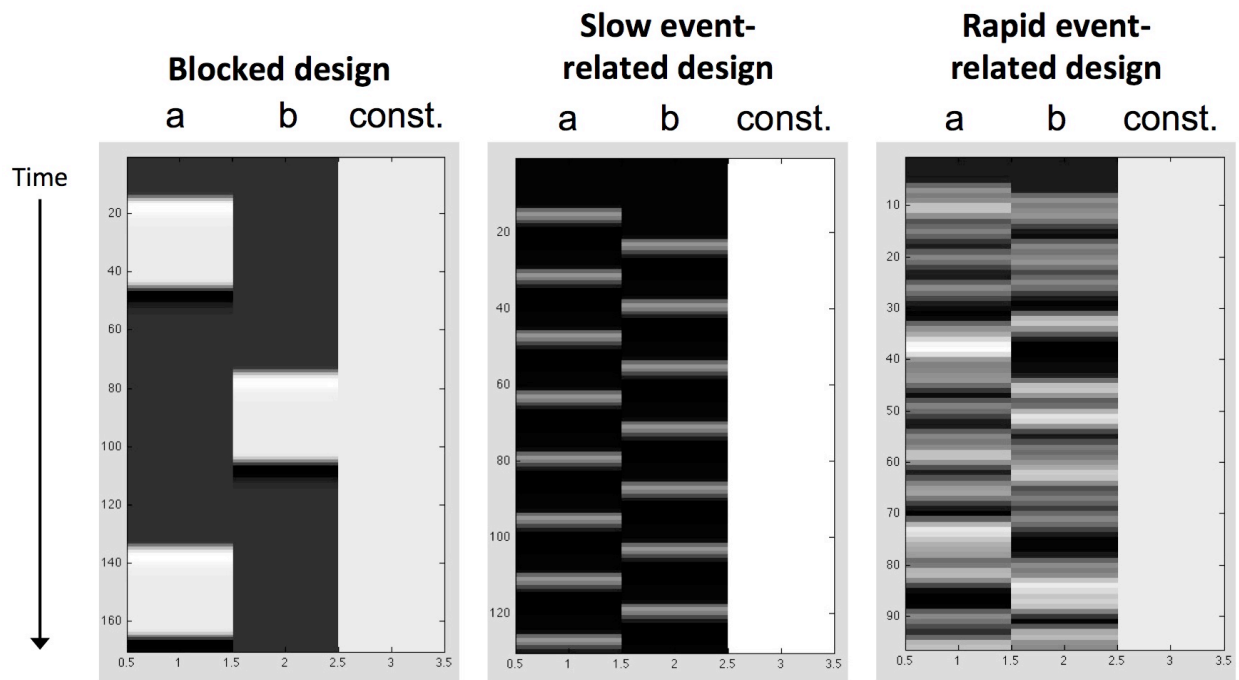 Blocked design
a b const.
Time
20
40
60
80
100
120
140
160
0.5 1 1.5 2 2.5 3 3.5
Slow event-
related design
a b const.
20
40
60
80
100
120
0.5 1 1.5 2 2.5 3 3.5
Rapid event-
related design
a b const.
10
20
30
40
50
60
70
80
90
0.5 1 1.5 2 2.5 3 3.5